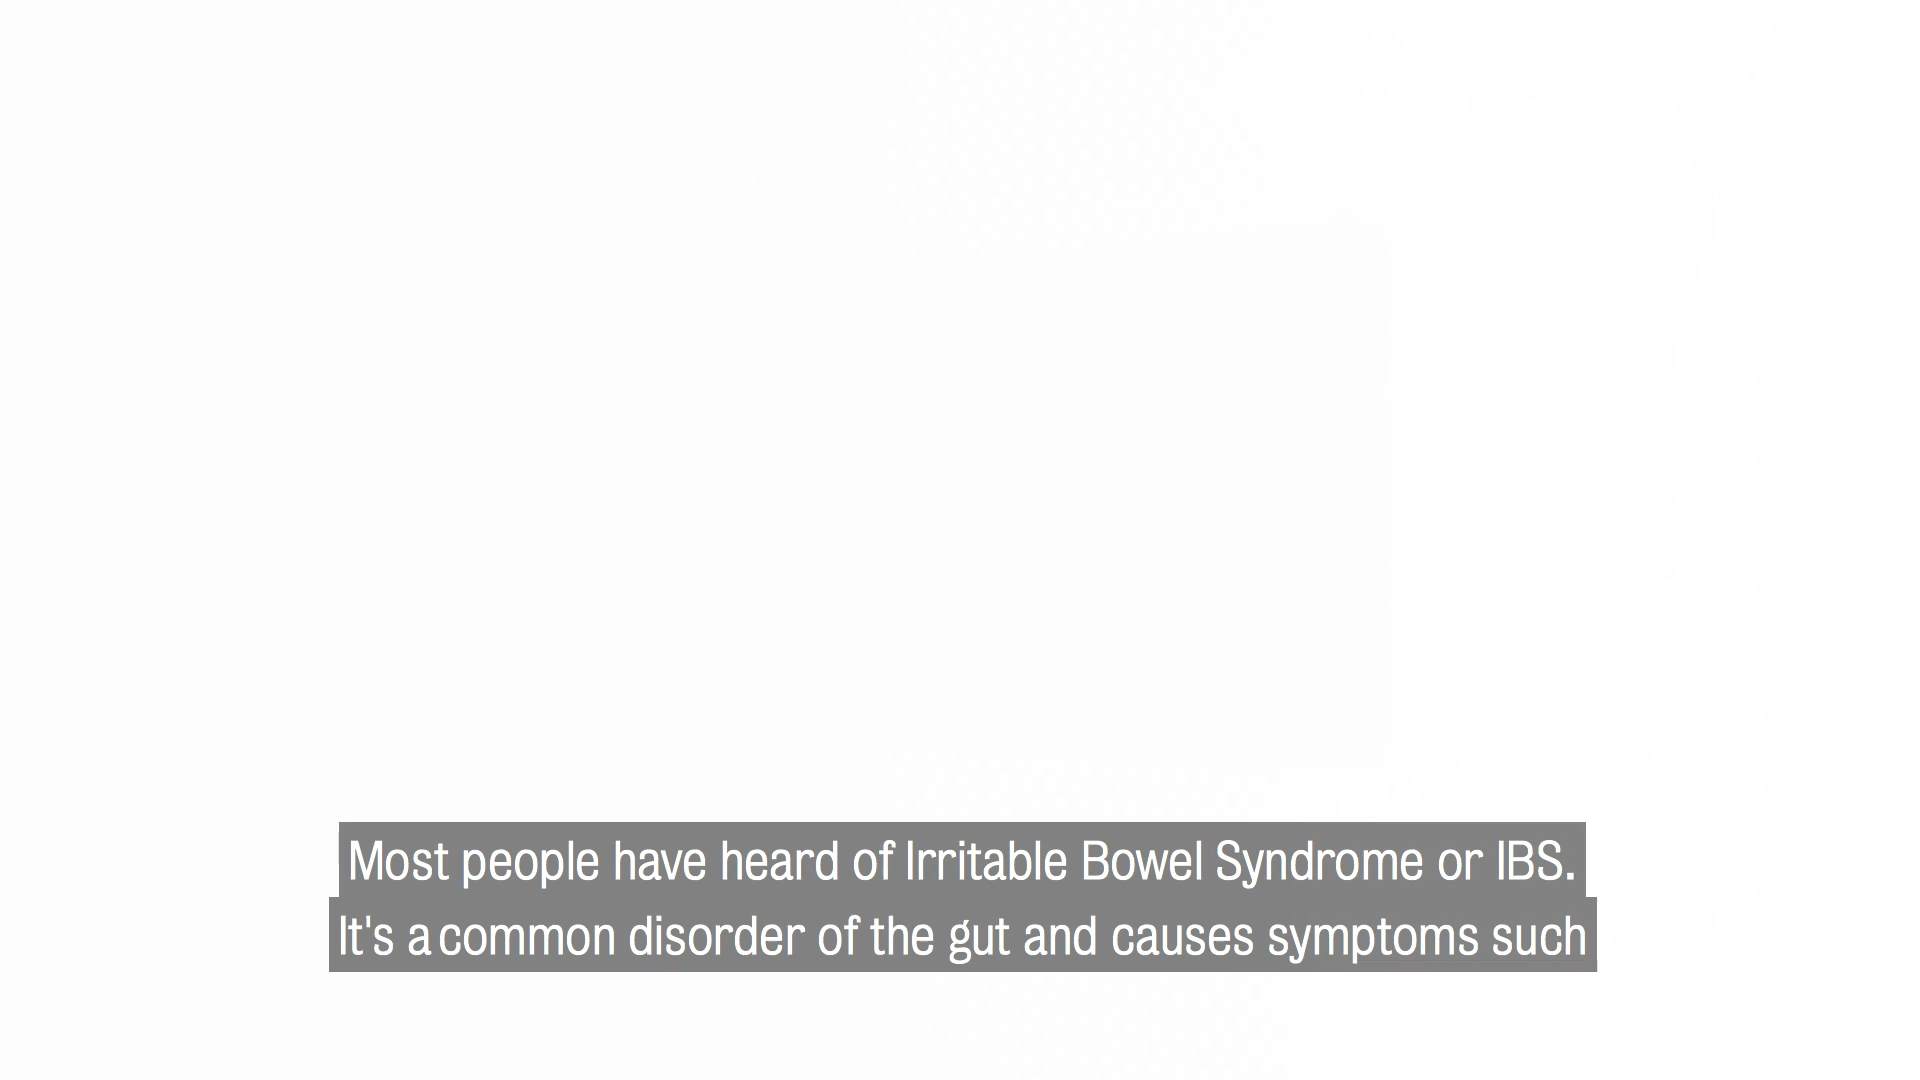 Most people have heard of Irritable Bowel Syndrome or IBS.
It's a common disorder of the gut and causes symptoms such